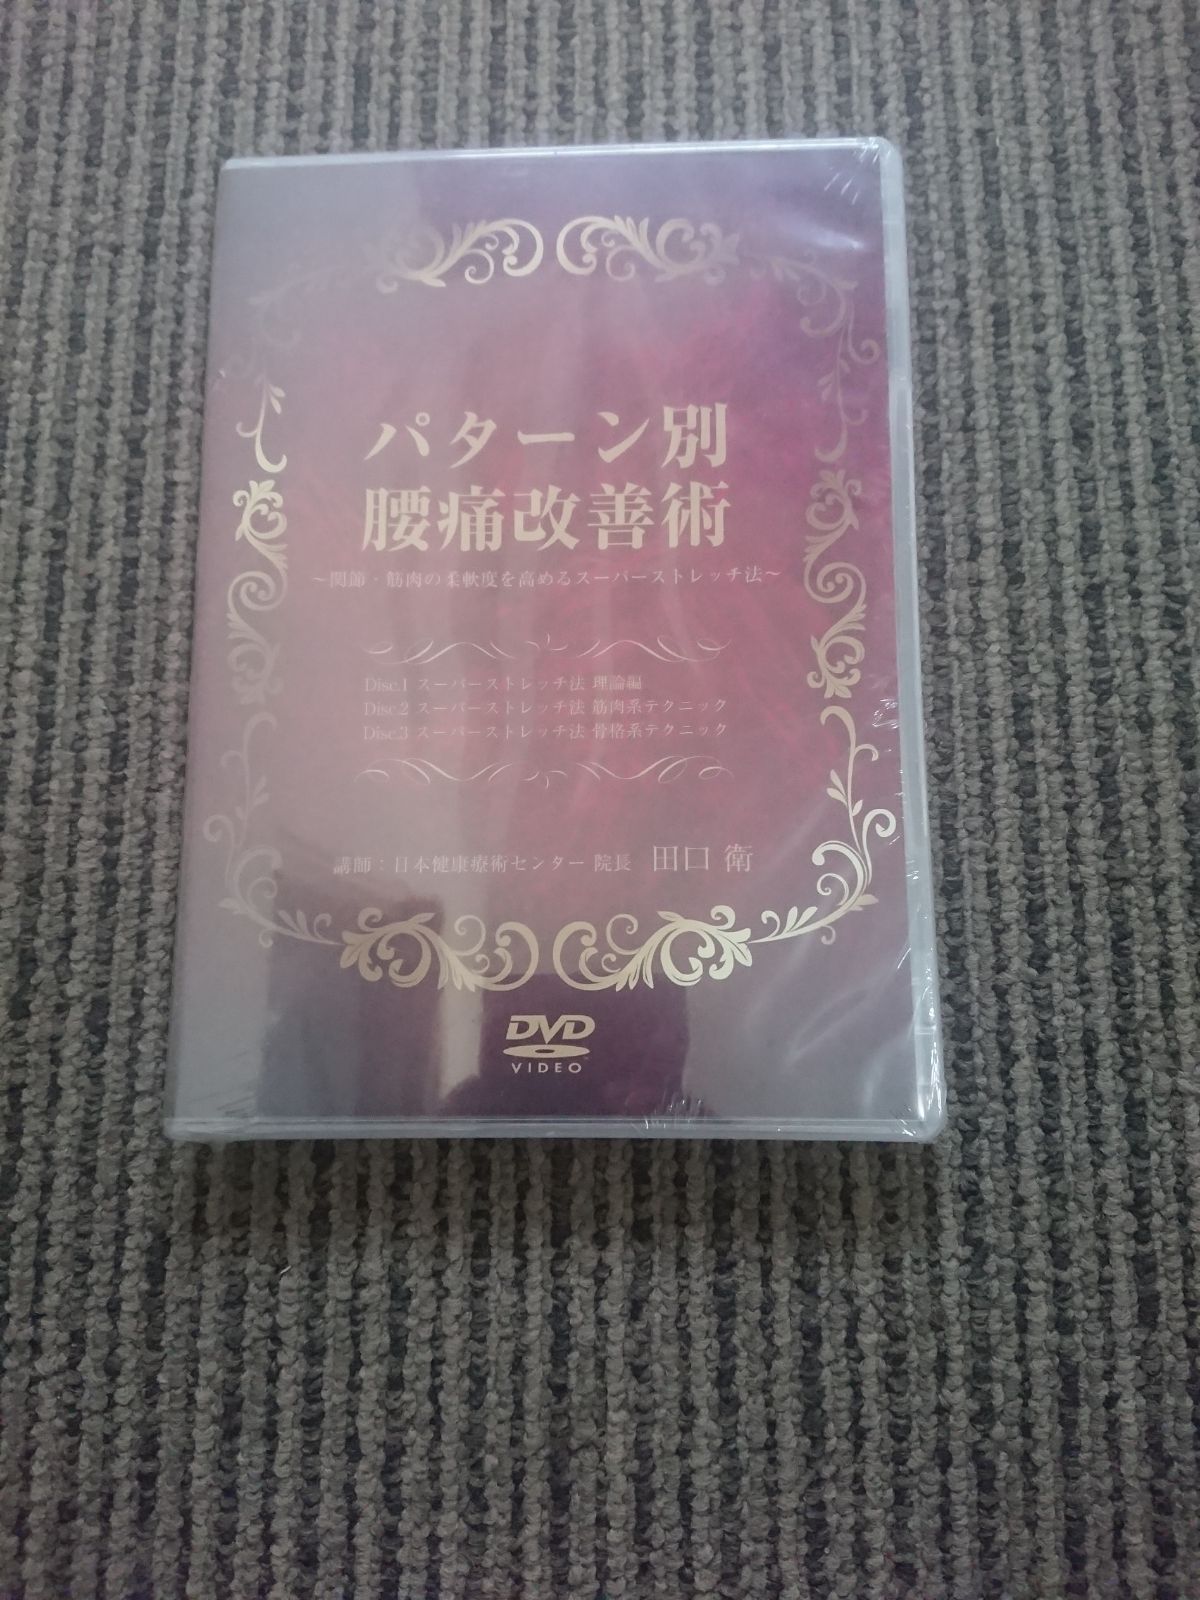 パターン別
腰痛改善術
～関節・筋肉の柔軟度を高めるスーパーストレッチ法～
Disc.1 スーパーストレッチ法 理論編
Disc.2 スーパーストレッチ法 筋肉系テクニック
Disc.3 スーパーストレッチ法 骨格系テクニック
講師：日本健康療術センター 院長 田口 衛
DVD
VIDEO